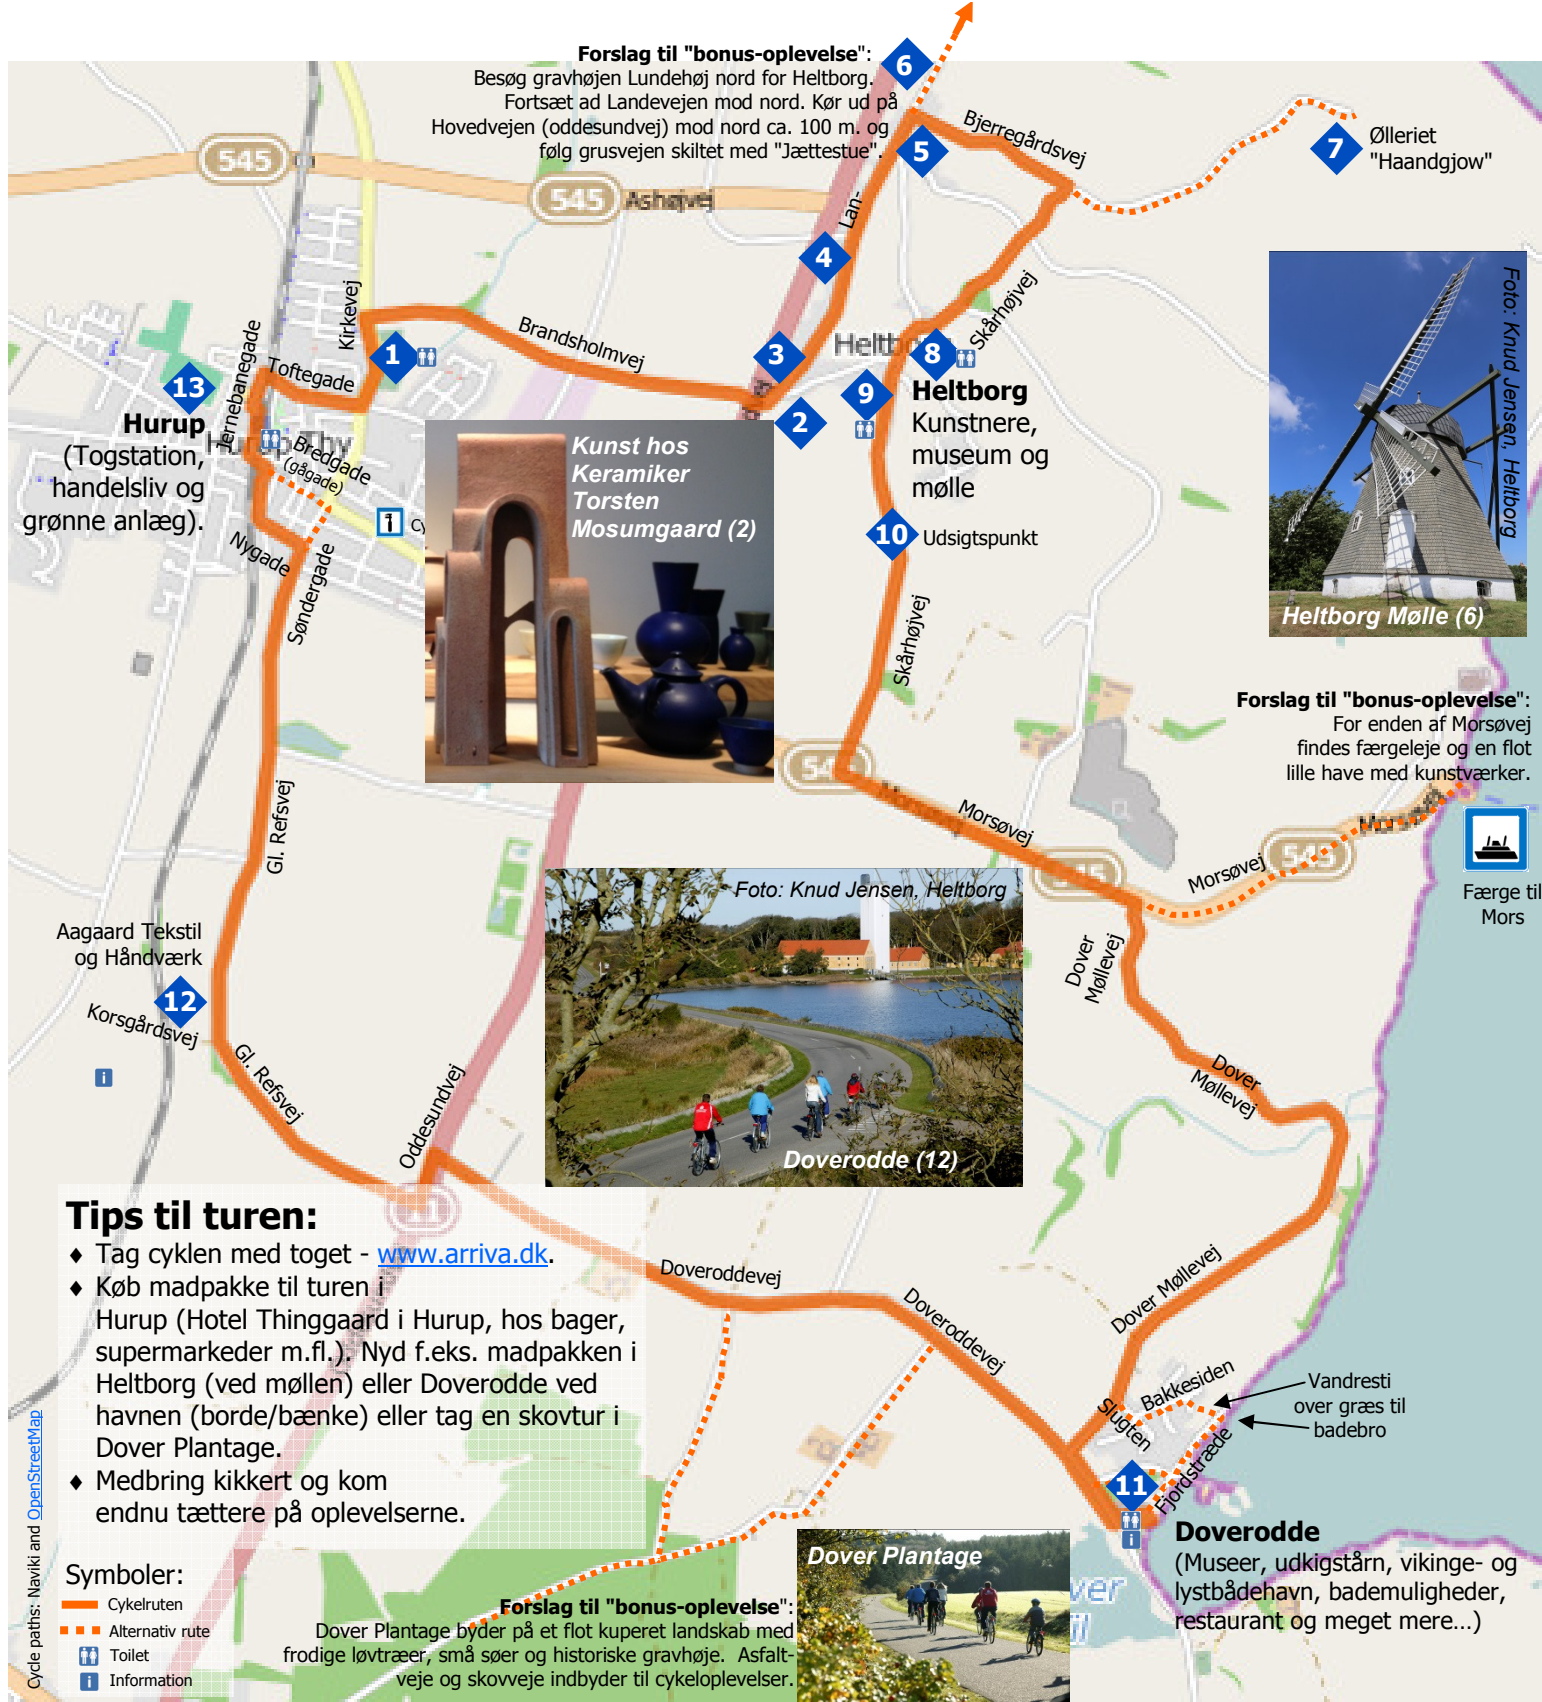 Forslag til "bonus-oplevelse":
Besøg gravhøjen Lundehøj nord for Heltborg.
Fortsæt ad Landevejen mod nord. Kør ud på
Hovedvejen (oddesundvej) mod nord ca. 100 m. og
følg grusvejen skiltet med "Jættestue".
6
5
Bjerregårdsvej
7
Ølleriet
"Haandgjow"
545
545
Ashøjvej
Lan-
4
Kirkevej
Jernebanegade
Toftegade
1
Brandsholmvej
3
2
Skårhøjvej
8
9
Heltborg
Kunstnere,
museum og
mølle
13
Hurup
(Togstation,
handelsliv og
grønne anlæg).
Hurup Thy
Bredgade
(gågade)
Nygade
Søndergade
Kunst hos
Keramiker
Torsten
Mosumgaard (2)
10
Udsigtspunkt
Skårhøjvej
Foto: Knud Jensen, Heltborg
Heltborg Mølle (6)
Forslag til "bonus-oplevelse":
For enden af Morsøvej
findes færgeleje og en flot
lille have med kunstværker.
545
Morsøvej
545
Morsøvej
545
Færge til
Mors
Gl. Refsvej
Aagaard Tekstil
og Håndværk
12
Korsgårdsvej
Gl. Refsvej
Oddesundvej
Foto: Knud Jensen, Heltborg
Doverodde (12)
Dover
Møllevej
Dover
Møllevej
Dover Møllevej
Tips til turen:
♦ Tag cyklen med toget - www.arriva.dk.
♦ Køb madpakke til turen i
Hurup (Hotel Thinggaard i Hurup, hos bager,
supermarkeder m.fl.). Nyd f.eks. madpakken i
Heltborg (ved møllen) eller Doverodde ved
havnen (borde/bænke) eller tag en skovtur i
Dover Plantage.
♦ Medbring kikkert og kom
endnu tættere på oplevelserne.
Doveroddevej
Doveroddevej
Bakkesiden
Slugten
Fjordstræde
Vandresti
over græs til
badebro
11
Doverodde
(Museer, udkigstårn, vikinge- og
lystbådehavn, bademuligheder,
restaurant og meget mere...)
Dover Plantage
Forslag til "bonus-oplevelse":
Dover Plantage byder på et flot kuperet landskab med
frodige løvtræer, små søer og historiske gravhøje. Asfalt-
veje og skovveje indbyder til cykeloplevelser.
Symboler:
Cykelruten
Alternativ rute
Toilet
i Information
Cycle paths: Naviki and OpenStreetMap